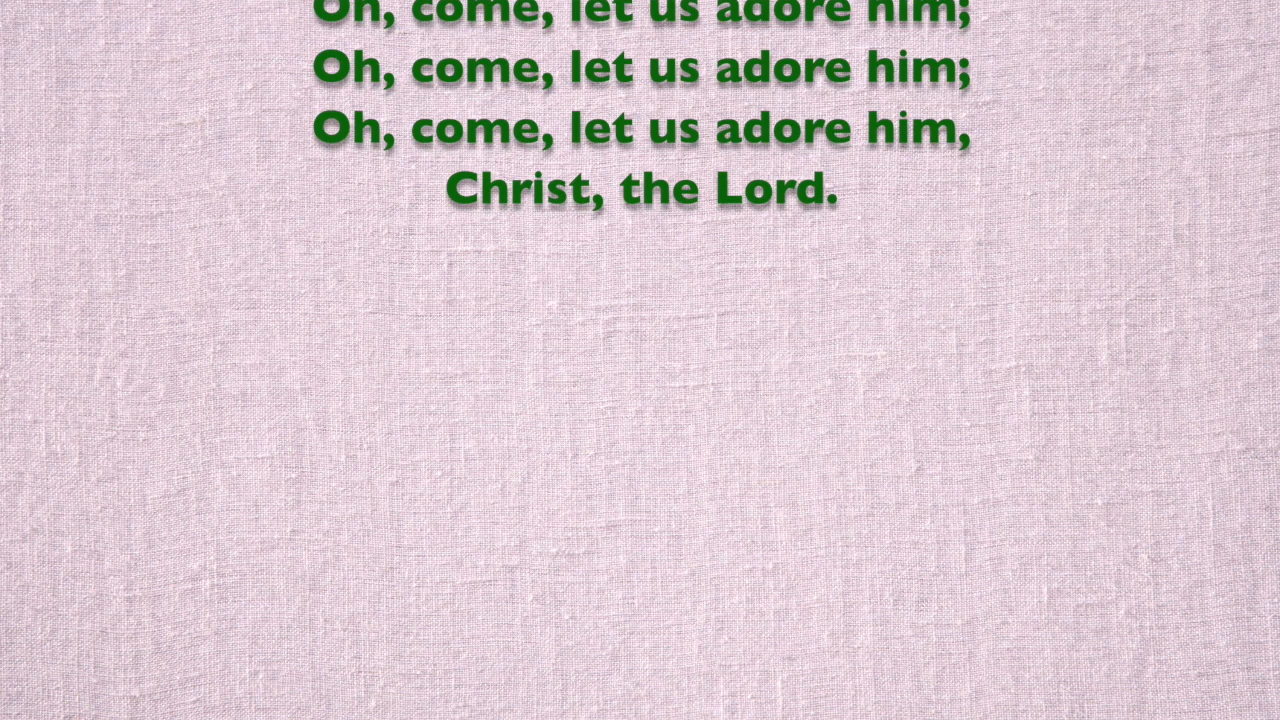 Oh, come, let us adore him;
Oh, come, let us adore him;
Oh, come, let us adore him,
Christ, the Lord.